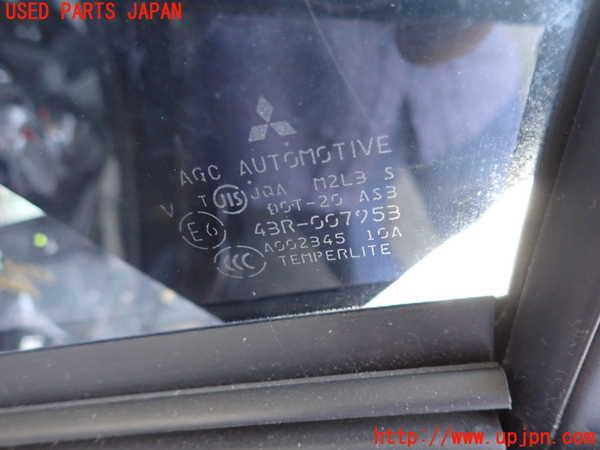 USED PARTS JAPAN
AGC AUTOMOTIVE
V T JIS JQA M2L3 S
DOT-20 AS3
E6 43R-007953
CCC A002345 10A
TEMPERLITE
http://www.upjpn.com/